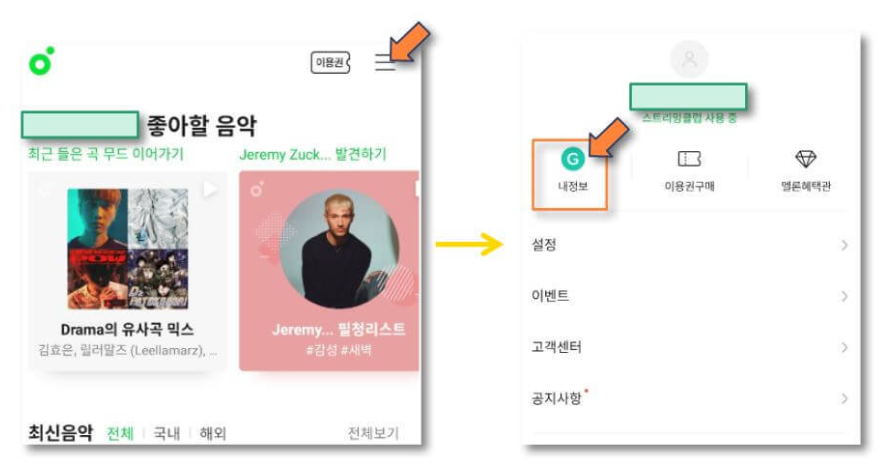 이용권
좋아할 음악
최근 들은 곡 무드 이어가기
Jeremy Zuck... 발견하기
Drama의 유사곡 믹스
김효은, 릴러말즈 (Leellamarz), ...
Jeremy... 필청리스트
#감성 #새벽
최신음악 전체 국내 해외 전체보기
스트리밍클럽 사용 중
G
내정보
이용권구매
멜론혜택관
설정
이벤트
고객센터
공지사항